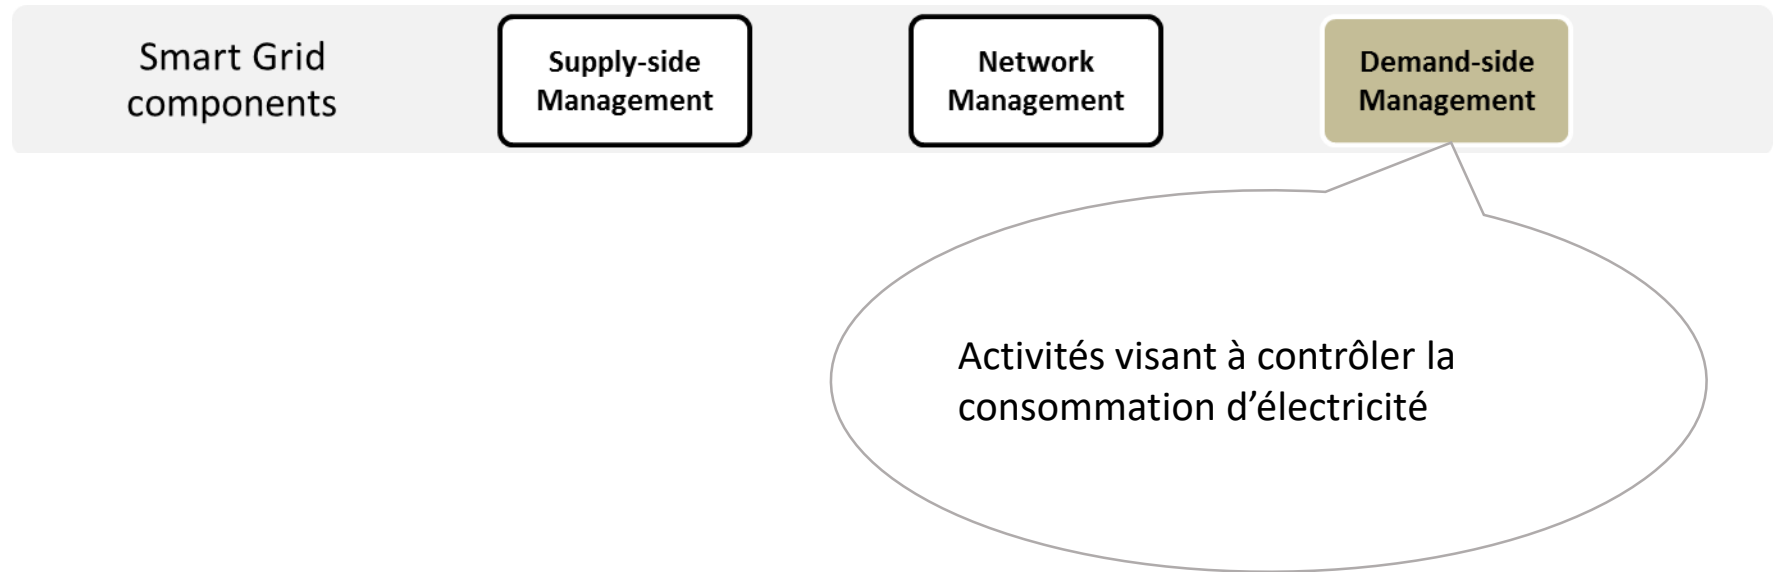 Smart Grid
components
Supply-side
Management
Network
Management
Demand-side
Management
Activités visant à contrôler la
consommation d’électricité